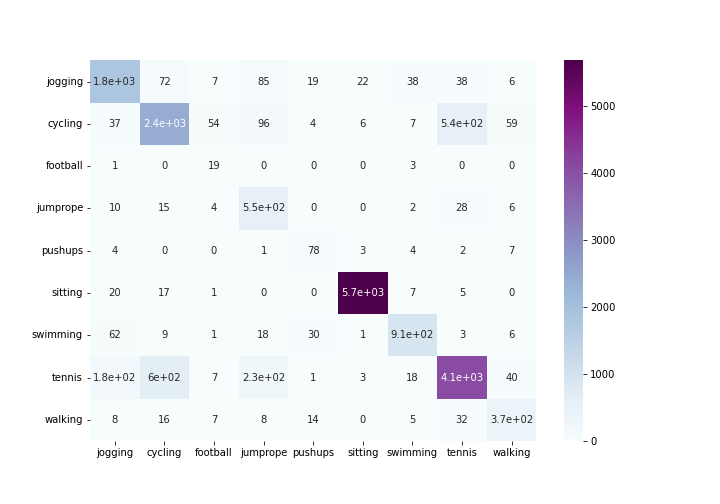 jogging 1.8e+03 72 7 85 19 22 38 38 6
cycling 37 2.4e+03 54 96 4 6 7 5.4e+02 59
football 1 0 19 0 0 0 3 0 0
jumprope 10 15 4 5.5e+02 0 0 2 28 6
pushups 4 0 0 1 78 3 4 2 7
sitting 20 17 1 0 0 5.7e+03 7 5 0
swimming 62 9 1 18 30 1 9.1e+02 3 6
tennis 1.8e+02 6e+02 7 2.3e+02 1 3 18 4.1e+03 40
walking 8 16 7 8 14 0 5 32 3.7e+02
jogging cycling football jumprope pushups sitting swimming tennis walking
5000
4000
3000
2000
1000
0